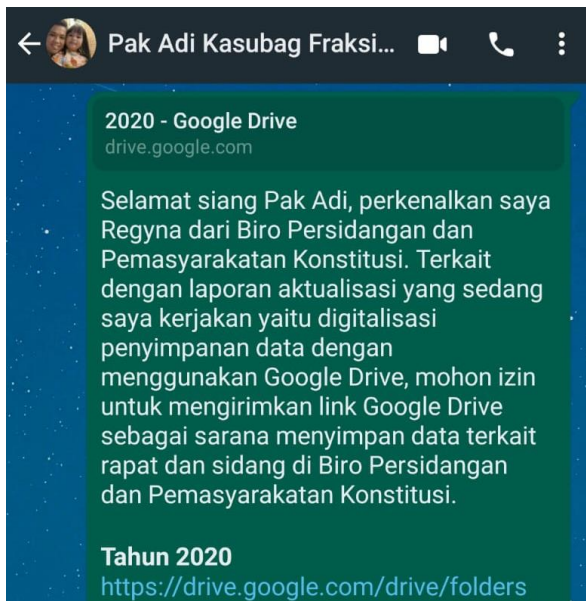 Pak Adi Kasubag Fraksi...
2020 - Google Drive
drive.google.com
Selamat siang Pak Adi, perkenalkan saya
Regyna dari Biro Persidangan dan
Pemasyarakatan Konstitusi. Terkait
dengan laporan aktualisasi yang sedang
saya kerjakan yaitu digitalisasi
penyimpanan data dengan
menggunakan Google Drive, mohon izin
untuk mengirimkan link Google Drive
sebagai sarana menyimpan data terkait
rapat dan sidang di Biro Persidangan
dan Pemasyarakatan Konstitusi.
Tahun 2020
https://drive.google.com/drive/folders